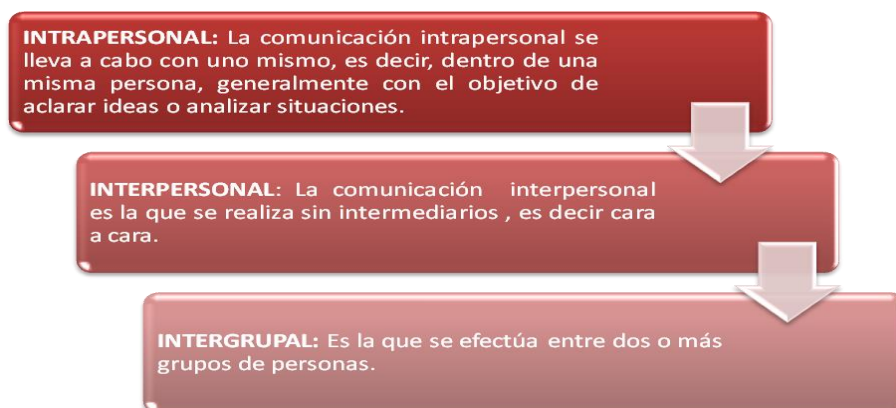 INTRAPERSONAL: La comunicación intrapersonal se
lleva a cabo con uno mismo, es decir, dentro de una
misma persona, generalmente con el objetivo de
aclarar ideas o analizar situaciones.
INTERPERSONAL: La comunicación interpersonal
es la que se realiza sin intermediarios , es decir cara
a cara.
INTERGRUPAL: Es la que se efectúa entre dos o más
grupos de personas.